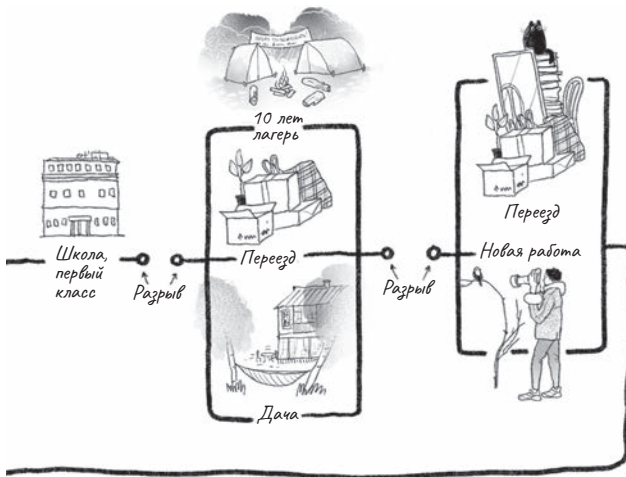 10 лет
лагерь
Школа,
первый
класс
Разрыв
Переезд
Дача
Разрыв
Переезд
Новая работа